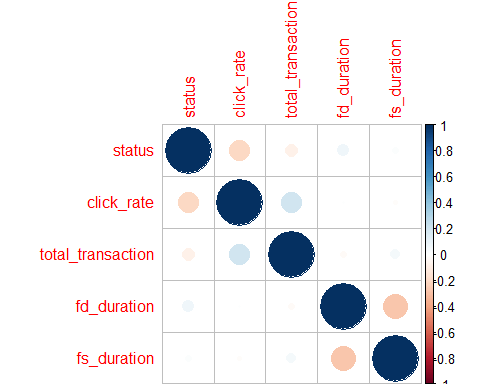 status
click_rate
total_transaction
fd_duration
fs_duration
status
click_rate
total_transaction
fd_duration
fs_duration
1
0.8
0.6
0.4
0.2
0
-0.2
-0.4
-0.6
-0.8
-1